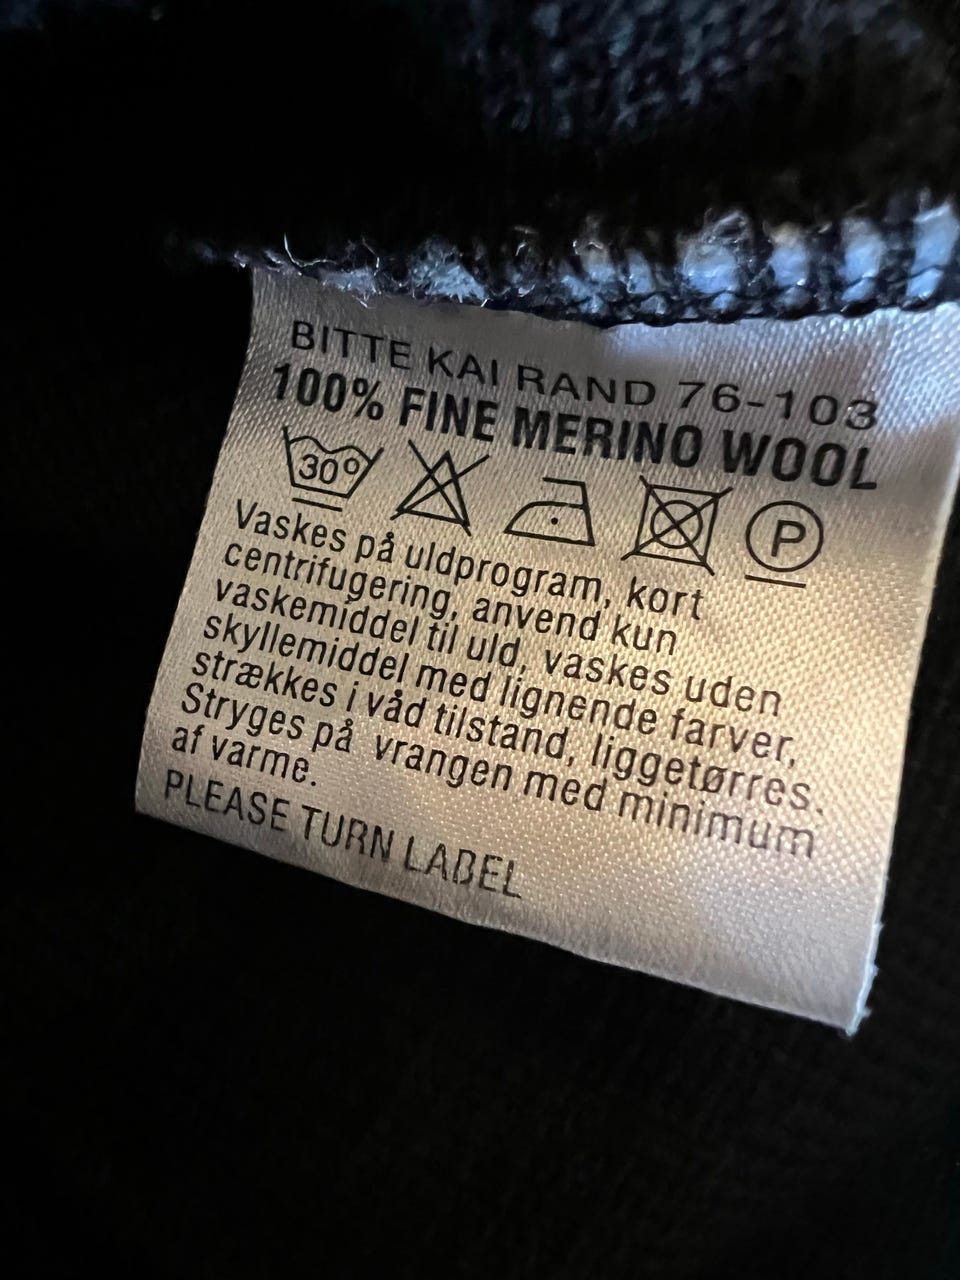 BITTE KAI RAND 76-103
100% FINE MERINO WOOL
30° P
Vaskes på uldprogram, kort
centrifugering, anvend kun
vaskemiddel til uld, vaskes uden
skyllemiddel med lignende farver,
strækkes i våd tilstand, liggetørres.
Stryges på vrangen med minimum
af varme.
PLEASE TURN LABEL